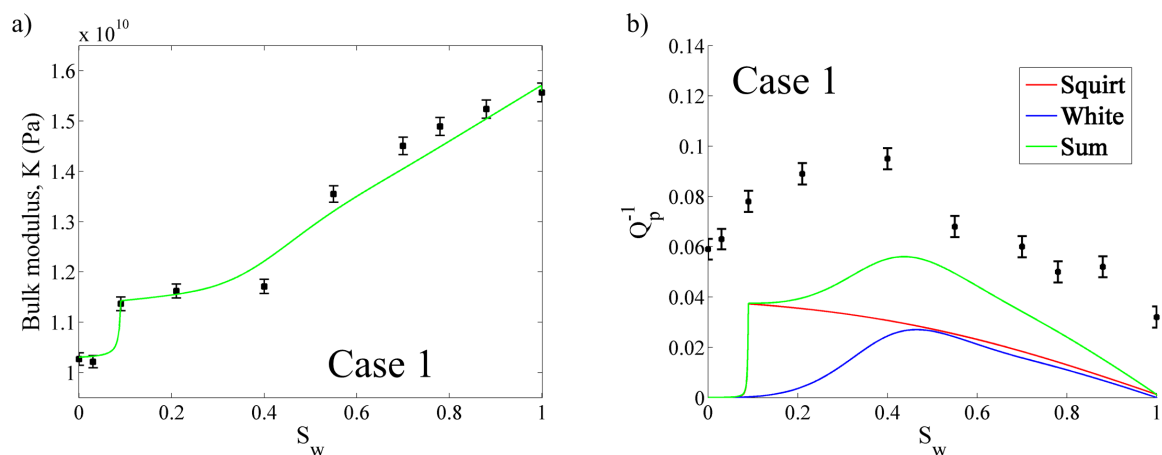 a)
x 10^10
1.6
1.5
1.4
1.3
1.2
1.1
1
Bulk modulus, K (Pa)
Case 1
0 0.2 0.4 0.6 0.8 1
S_w
b)
0.14
0.12
0.1
0.08
0.06
0.04
0.02
0
Q_p^-1
Case 1
Squirt
White
Sum
0 0.2 0.4 0.6 0.8 1
S_w